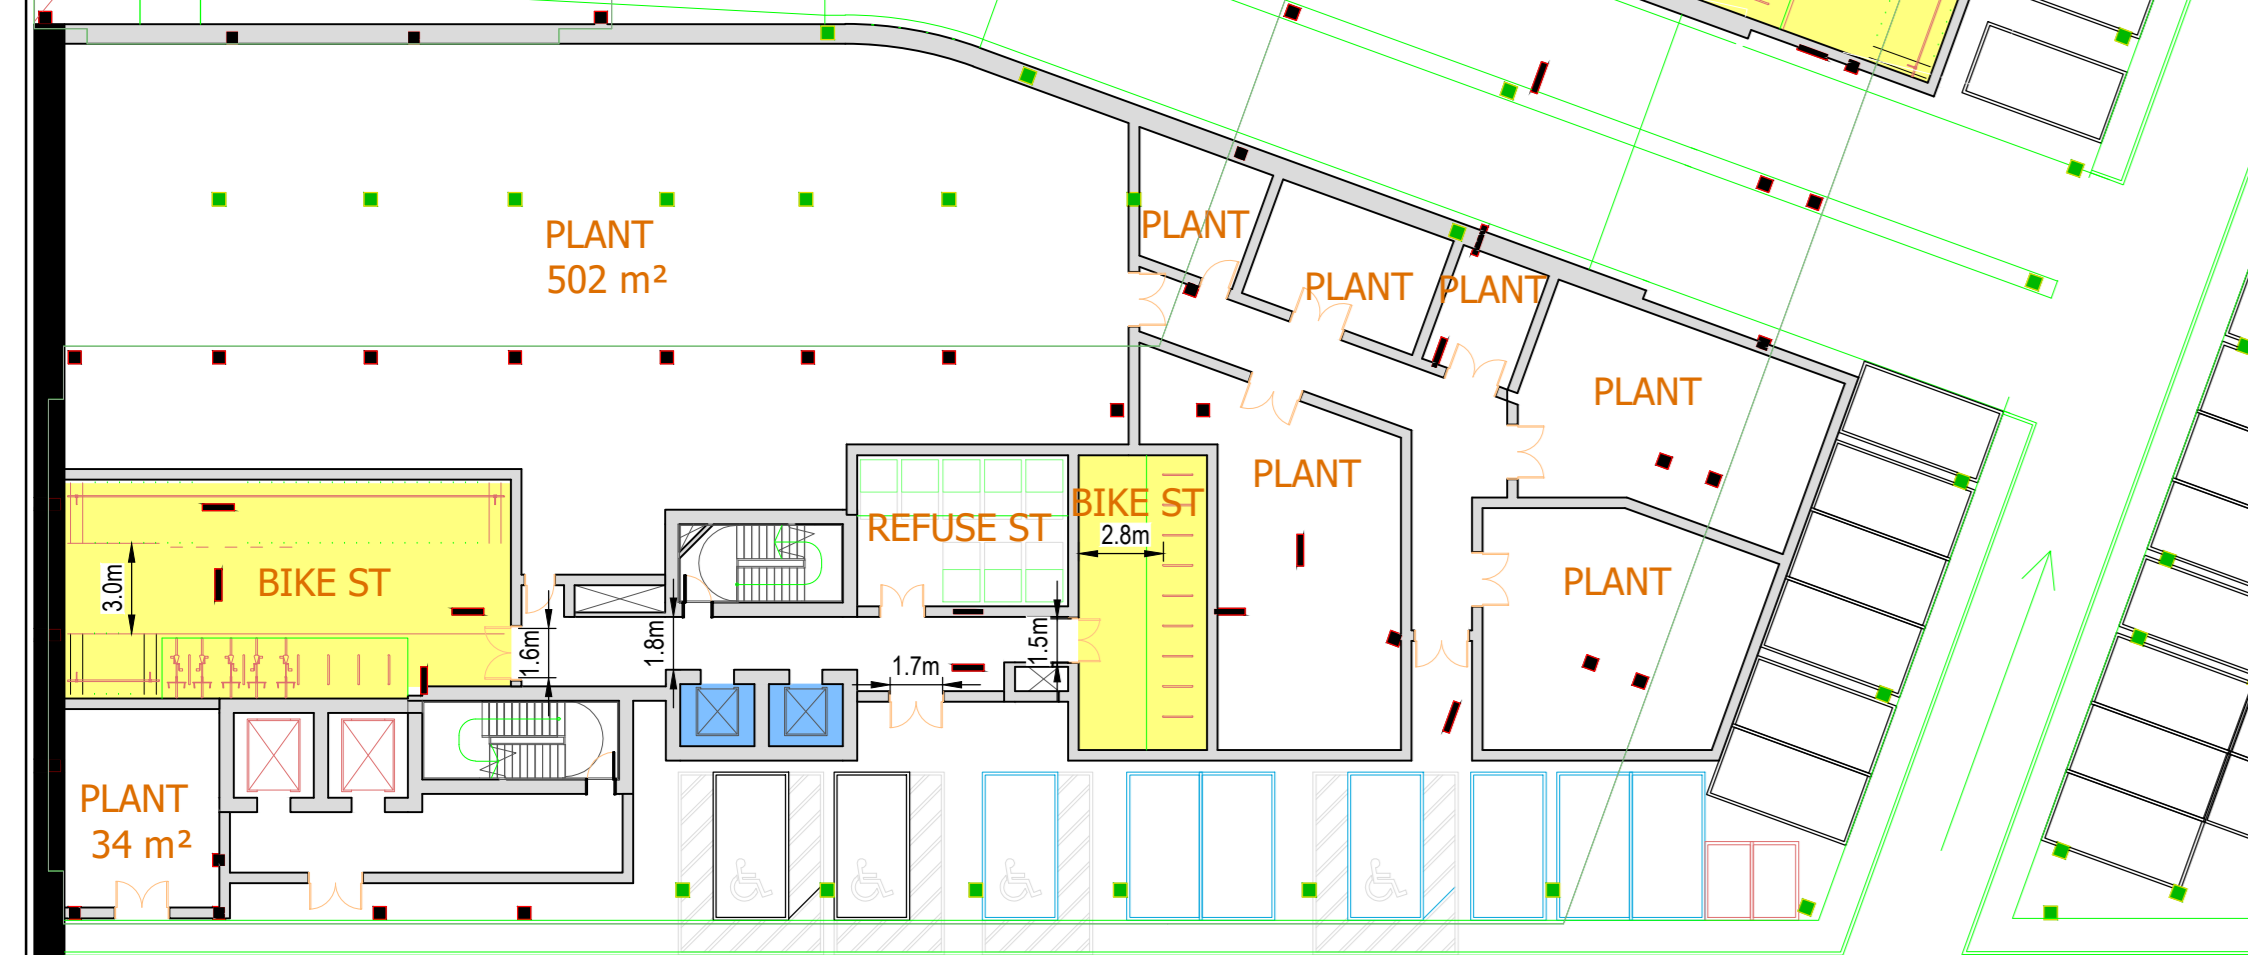 PLANT
502 m²
PLANT
PLANT
PLANT
PLANT
PLANT
BIKE ST
2.8m
REFUSE ST
BIKE ST
3.0m
PLANT
1.6m
1.8m
1.7m
1.5m
PLANT
34 m²